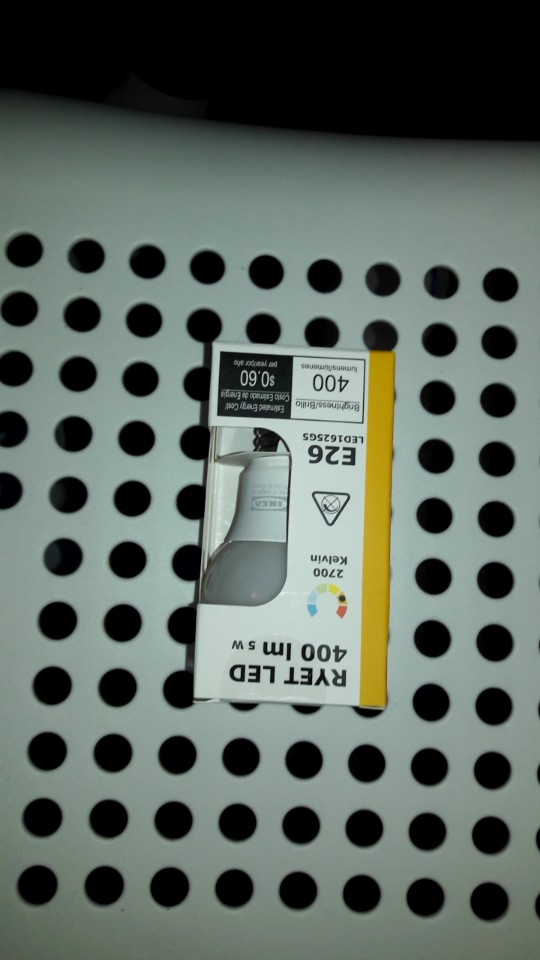 RYET LED
400 lm 5 W
2700
Kelvin
IKEA
E26
LED1625G5
Brightness/Brillo
400
lumens/lúmenes
Estimated Energy Cost/
Costo Estimado de Energía
$0.60
per year/por año